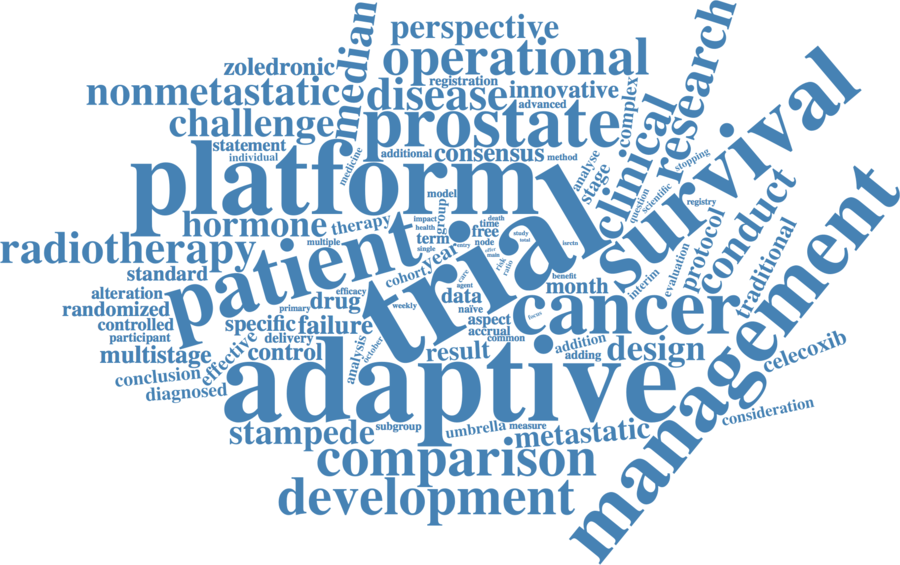 perspective
median
research
operational
zoledronic
registration
nonmetastatic
disease
innovative
advanced
complex
challenge
prostate
clinical
survival
statement
individual
medicine
additional
consensus
method
analyse
stage
stopping
platform
model
group
trial
question
scientific
registry
management
hormone
therapy
impact
health
death
time
free
study
total
protocol
conduct
radiotherapy
multiple
patient
term
single
year
entry
node
after
main
isrctn
evaluation
traditional
standard
cohort
care
agent
risk
ratio
benefit
month
interim
alteration
efficacy
drug
weekly
data
naïve
cancer
randomized
primary
controlled
specific
failure
aspect
focus
participant
delivery
accrual
common
multistage
effective
control
analysis
october
result
addition
adding
design
celecoxib
conclusion
diagnosed
adaptive
consideration
stampede
subgroup
umbrella
measure
metastatic
comparison
development